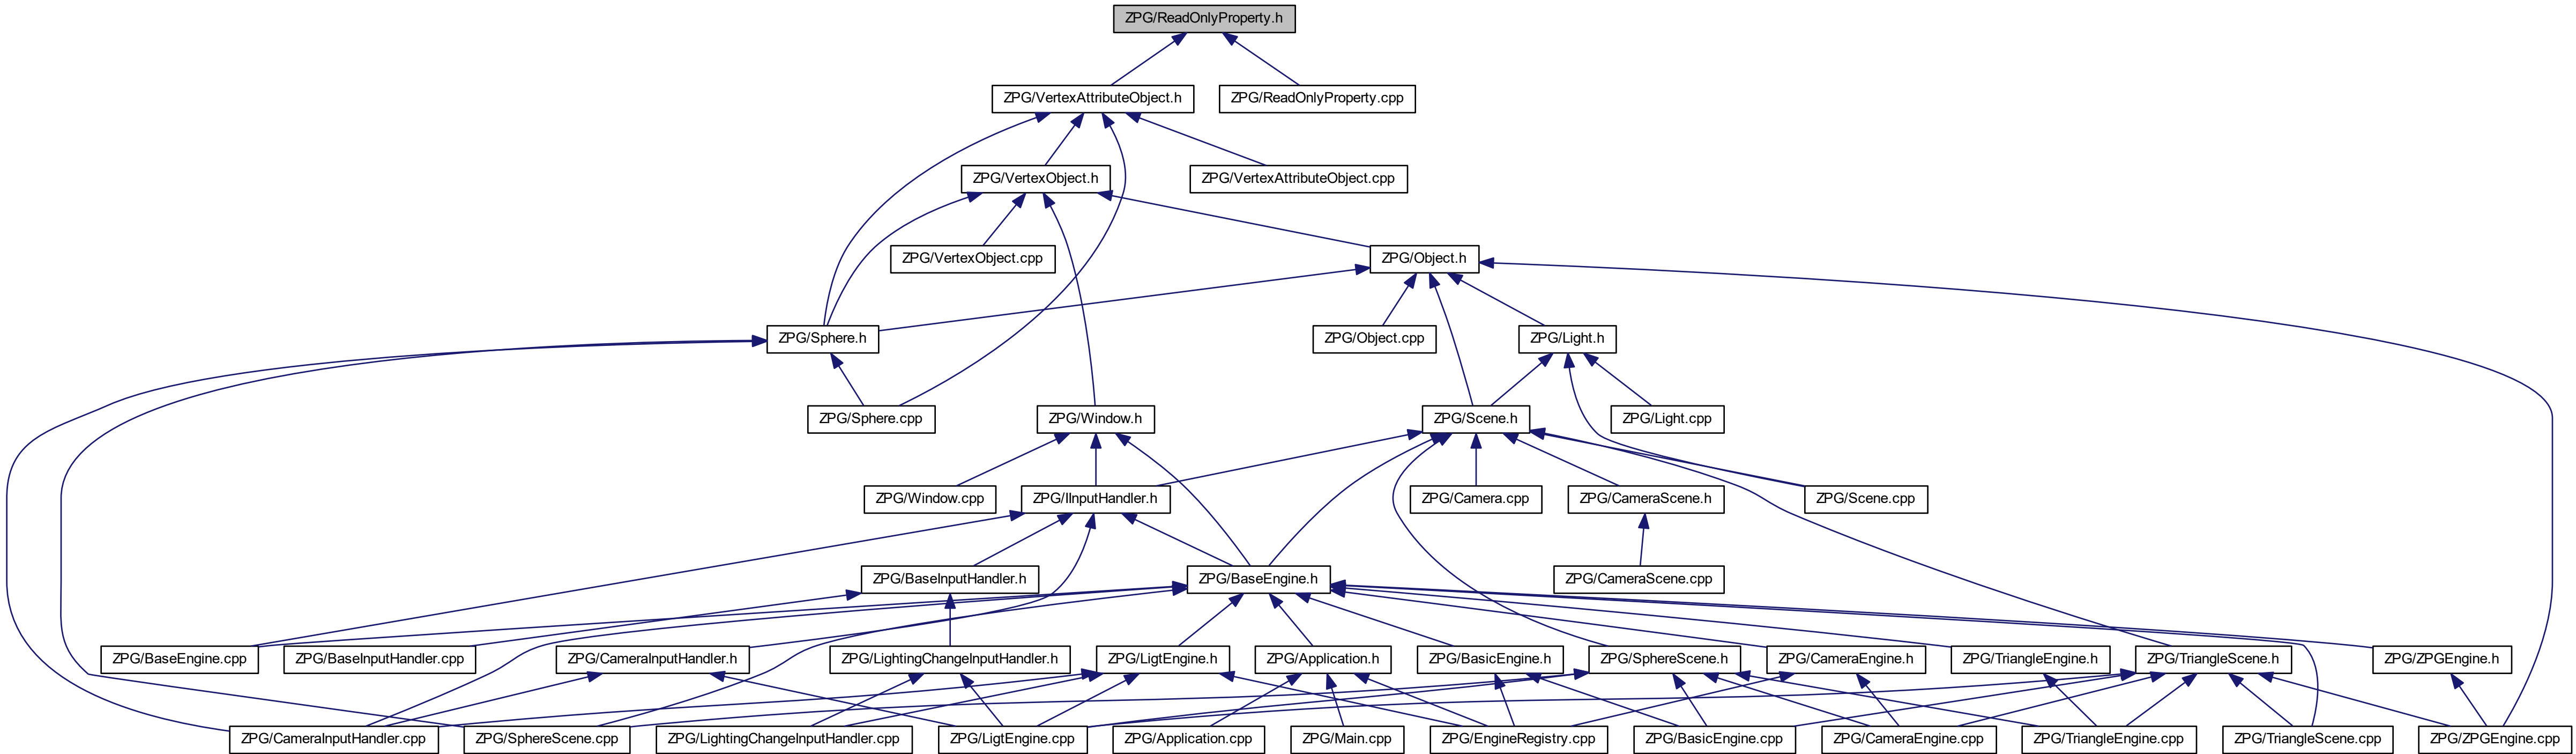 ZPG/ReadOnlyProperty.h
ZPG/VertexAttributeObject.h
ZPG/ReadOnlyProperty.cpp
ZPG/VertexObject.h
ZPG/VertexAttributeObject.cpp
ZPG/VertexObject.cpp
ZPG/Object.h
ZPG/Sphere.h
ZPG/Object.cpp
ZPG/Light.h
ZPG/Sphere.cpp
ZPG/Window.h
ZPG/Scene.h
ZPG/Light.cpp
ZPG/Window.cpp
ZPG/IInputHandler.h
ZPG/Camera.cpp
ZPG/CameraScene.h
ZPG/Scene.cpp
ZPG/BaseInputHandler.h
ZPG/BaseEngine.h
ZPG/CameraScene.cpp
ZPG/BaseEngine.cpp
ZPG/BaseInputHandler.cpp
ZPG/CameraInputHandler.h
ZPG/LightingChangeInputHandler.h
ZPG/LigtEngine.h
ZPG/Application.h
ZPG/BasicEngine.h
ZPG/SphereScene.h
ZPG/CameraEngine.h
ZPG/TriangleEngine.h
ZPG/TriangleScene.h
ZPG/ZPGEngine.h
ZPG/CameraInputHandler.cpp
ZPG/SphereScene.cpp
ZPG/LightingChangeInputHandler.cpp
ZPG/LigtEngine.cpp
ZPG/Application.cpp
ZPG/Main.cpp
ZPG/EngineRegistry.cpp
ZPG/BasicEngine.cpp
ZPG/CameraEngine.cpp
ZPG/TriangleEngine.cpp
ZPG/TriangleScene.cpp
ZPG/ZPGEngine.cpp